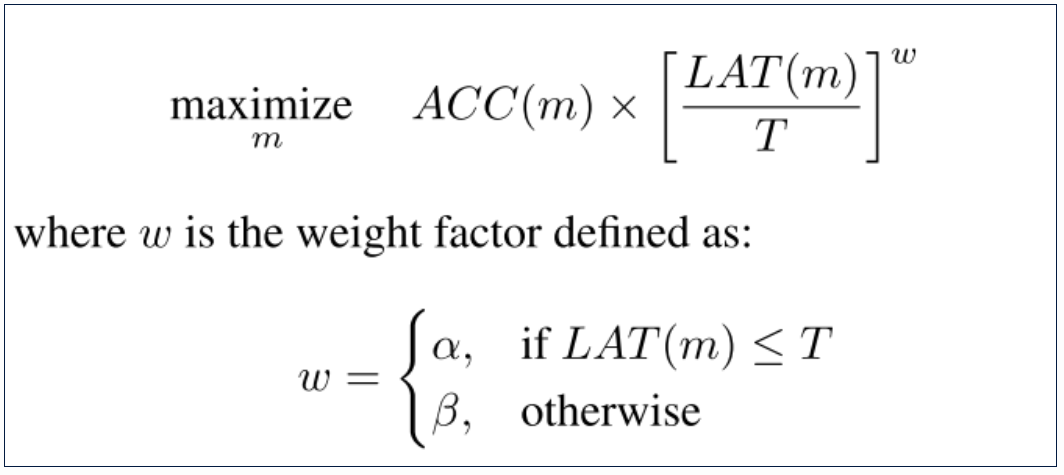 maximize ACC(m) × [LAT(m) / T]^w
m
where w is the weight factor defined as:
w = { α, if LAT(m) ≤ T
β, otherwise